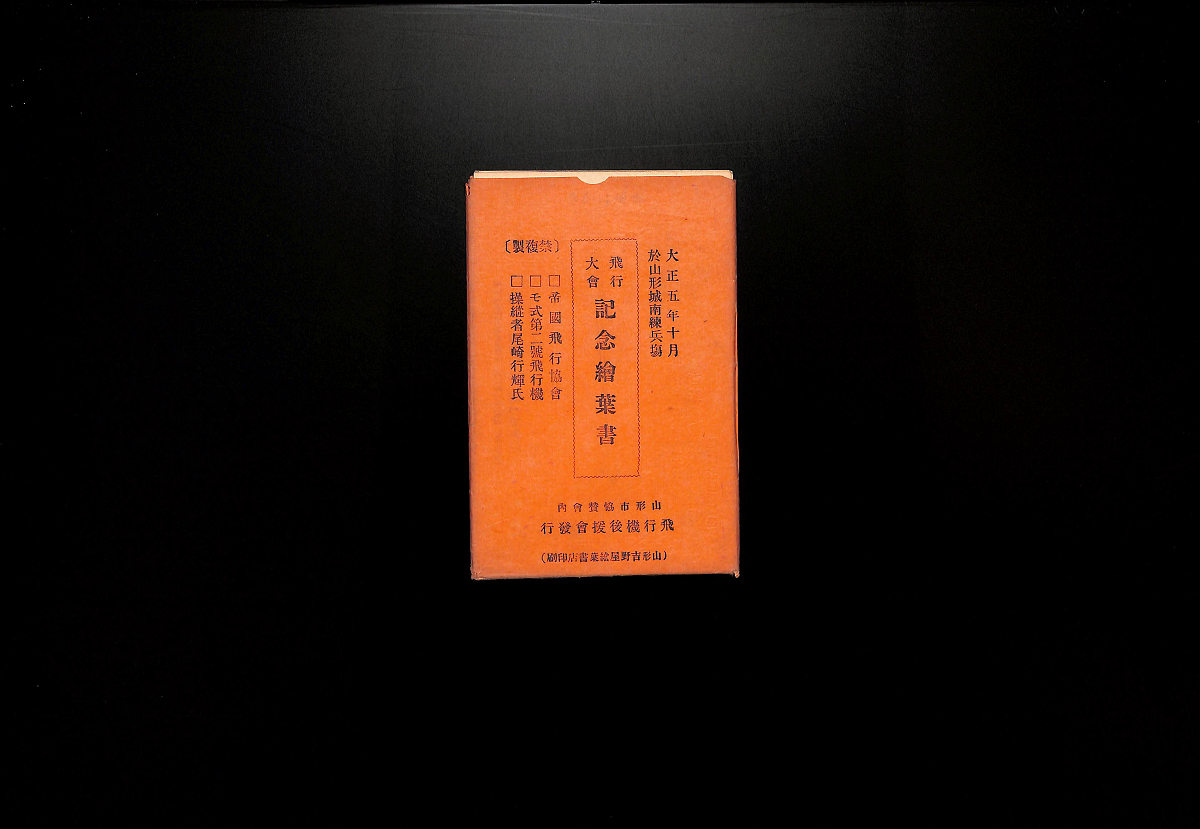 大正五年十月
於山形城南練兵塲
飛行大會
記念繪葉書
〔禁複製〕
□帝國飛行協會
□モ式第二號飛行機
□操縱者尾崎行輝氏
山形市協賛會內
飛行機後援會發行
(山形吉野屋絵葉書店印刷)